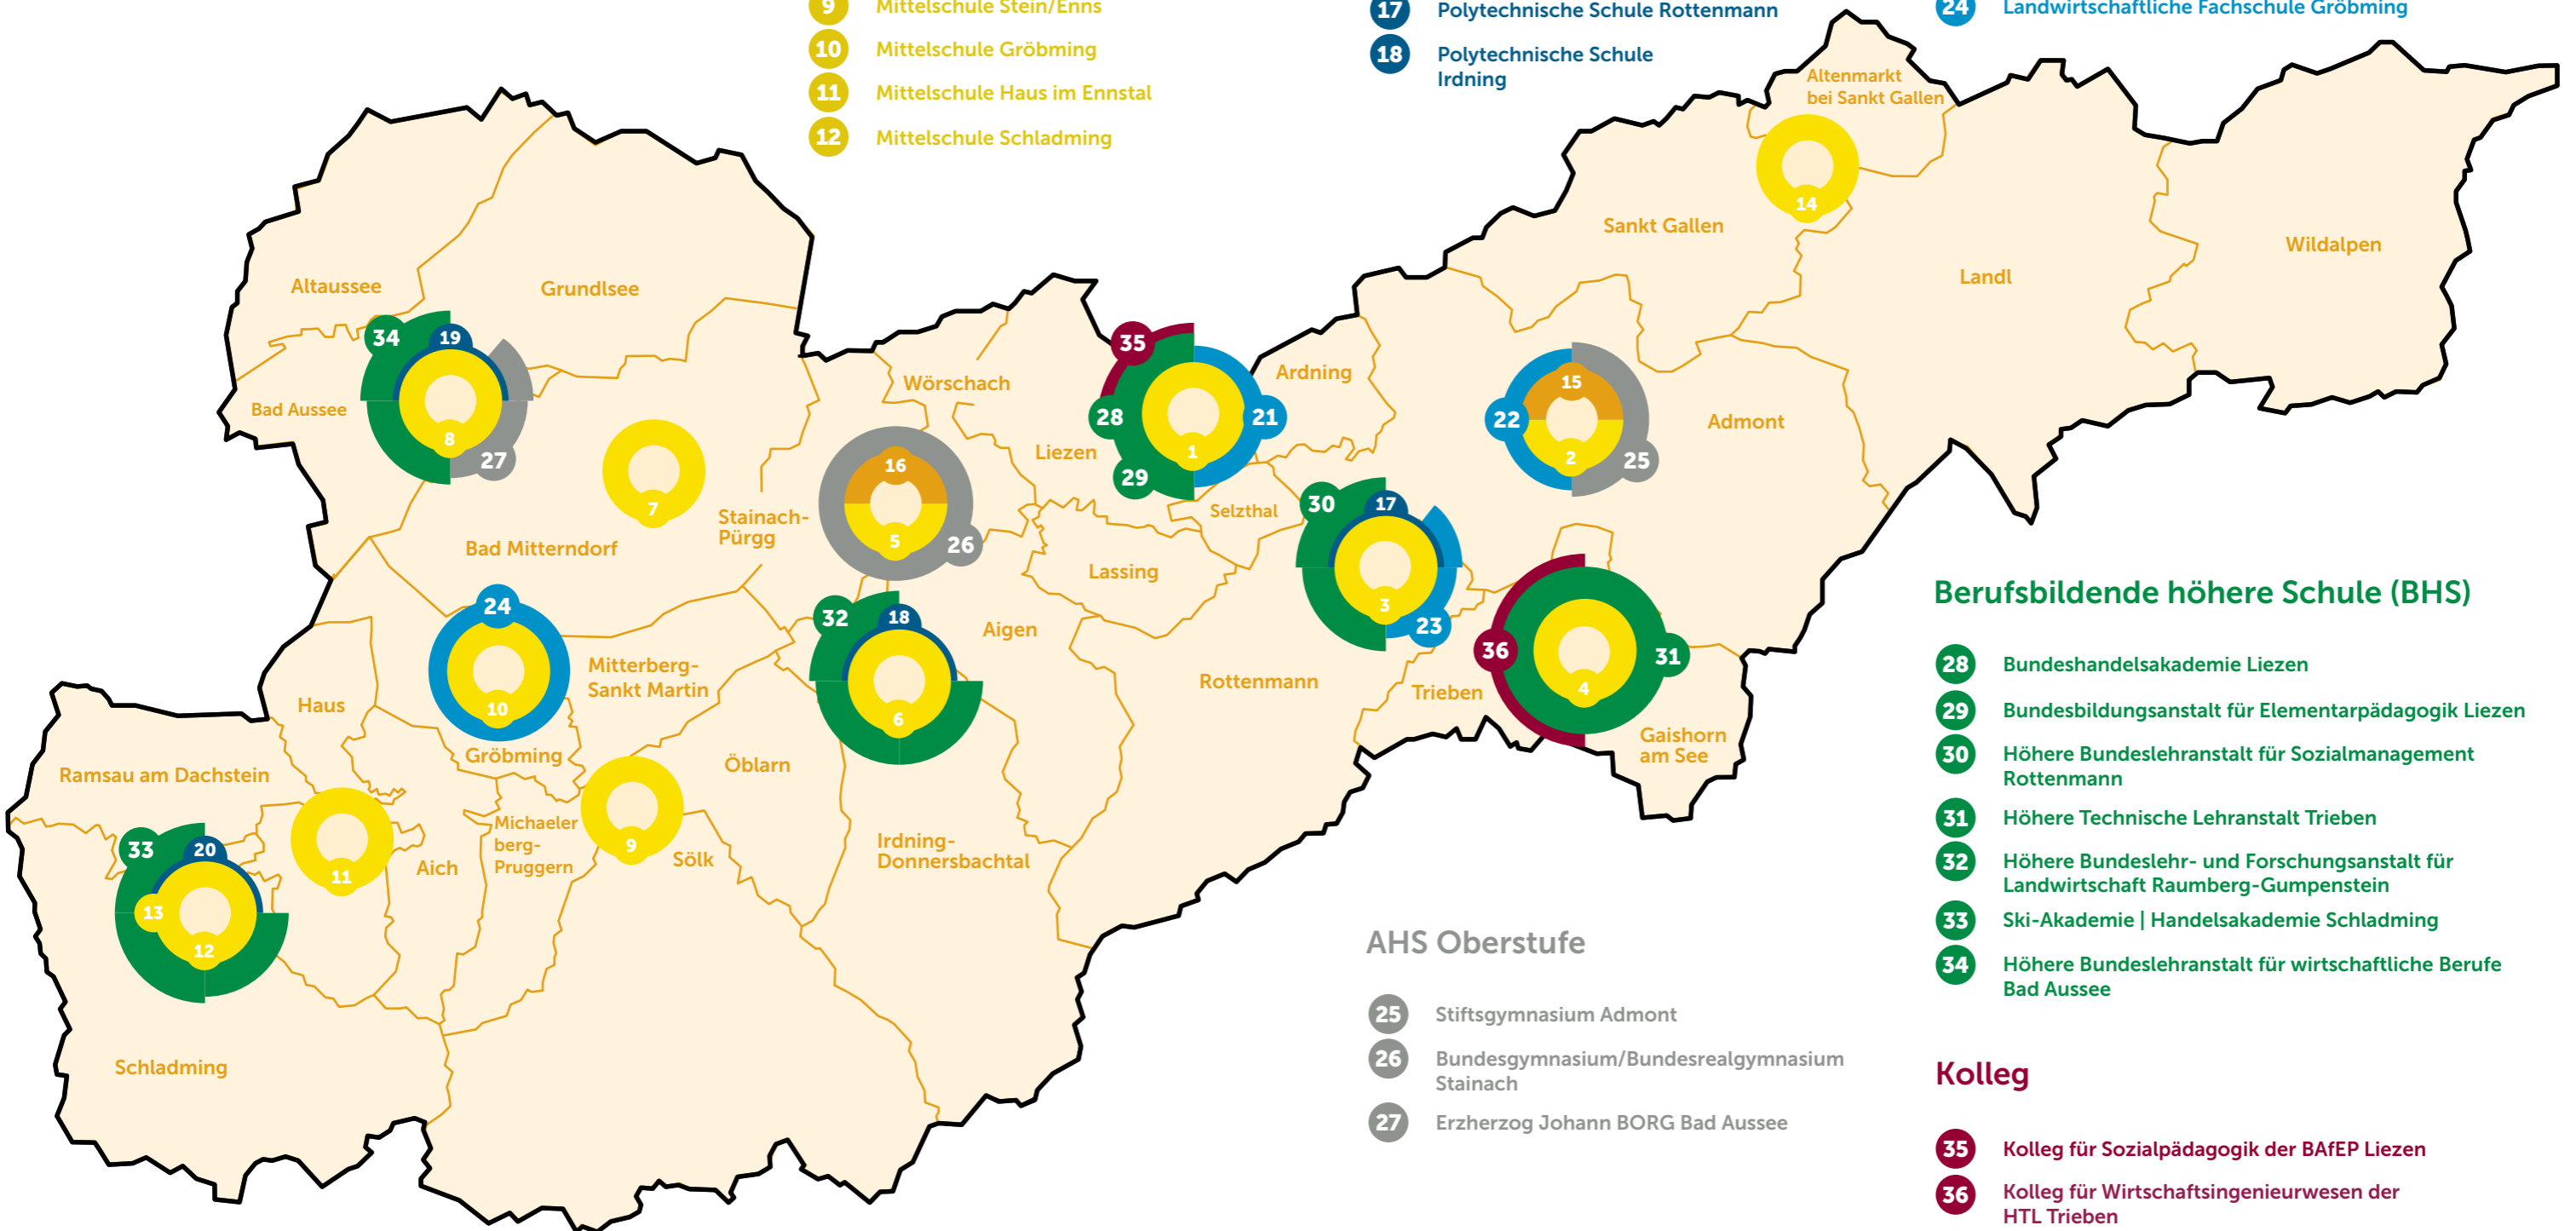 9 Mittelschule Stein/Enns
10 Mittelschule Gröbming
11 Mittelschule Haus im Ennstal
12 Mittelschule Schladming
17 Polytechnische Schule Rottenmann
18 Polytechnische Schule
Irdning
24 Landwirtschaftliche Fachschule Gröbming
Altenmarkt
bei Sankt Gallen
14
Sankt Gallen
Wildalpen
Landl
Altaussee
Grundlsee
34
19
35
Wörschach
Ardning
15
Bad Aussee
28
21
22
Admont
8
27
Liezen
1
2
25
16
29
7
30
17
Selzthal
Stainach-
Pürgg
5
26
Bad Mitterndorf
Lassing
3
23
24
32
18
Aigen
36
31
Mitterberg-
Sankt Martin
Rottenmann
Trieben
4
Haus
10
6
Gröbming
Gaishorn
am See
Ramsau am Dachstein
Öblarn
Michaeler
berg-
Pruggern
33
20
9
Sölk
Irdning-
Donnersbachtal
Aich
11
13
12
Schladming
Berufsbildende höhere Schule (BHS)
28 Bundeshandelsakademie Liezen
29 Bundesbildungsanstalt für Elementarpädagogik Liezen
30 Höhere Bundeslehranstalt für Sozialmanagement
Rottenmann
31 Höhere Technische Lehranstalt Trieben
32 Höhere Bundeslehr- und Forschungsanstalt für
Landwirtschaft Raumberg-Gumpenstein
33 Ski-Akademie | Handelsakademie Schladming
34 Höhere Bundeslehranstalt für wirtschaftliche Berufe
Bad Aussee
AHS Oberstufe
25 Stiftsgymnasium Admont
26 Bundesgymnasium/Bundesrealgymnasium
Stainach
27 Erzherzog Johann BORG Bad Aussee
Kolleg
35 Kolleg für Sozialpädagogik der BAfEP Liezen
36 Kolleg für Wirtschaftsingenieurwesen der
HTL Trieben